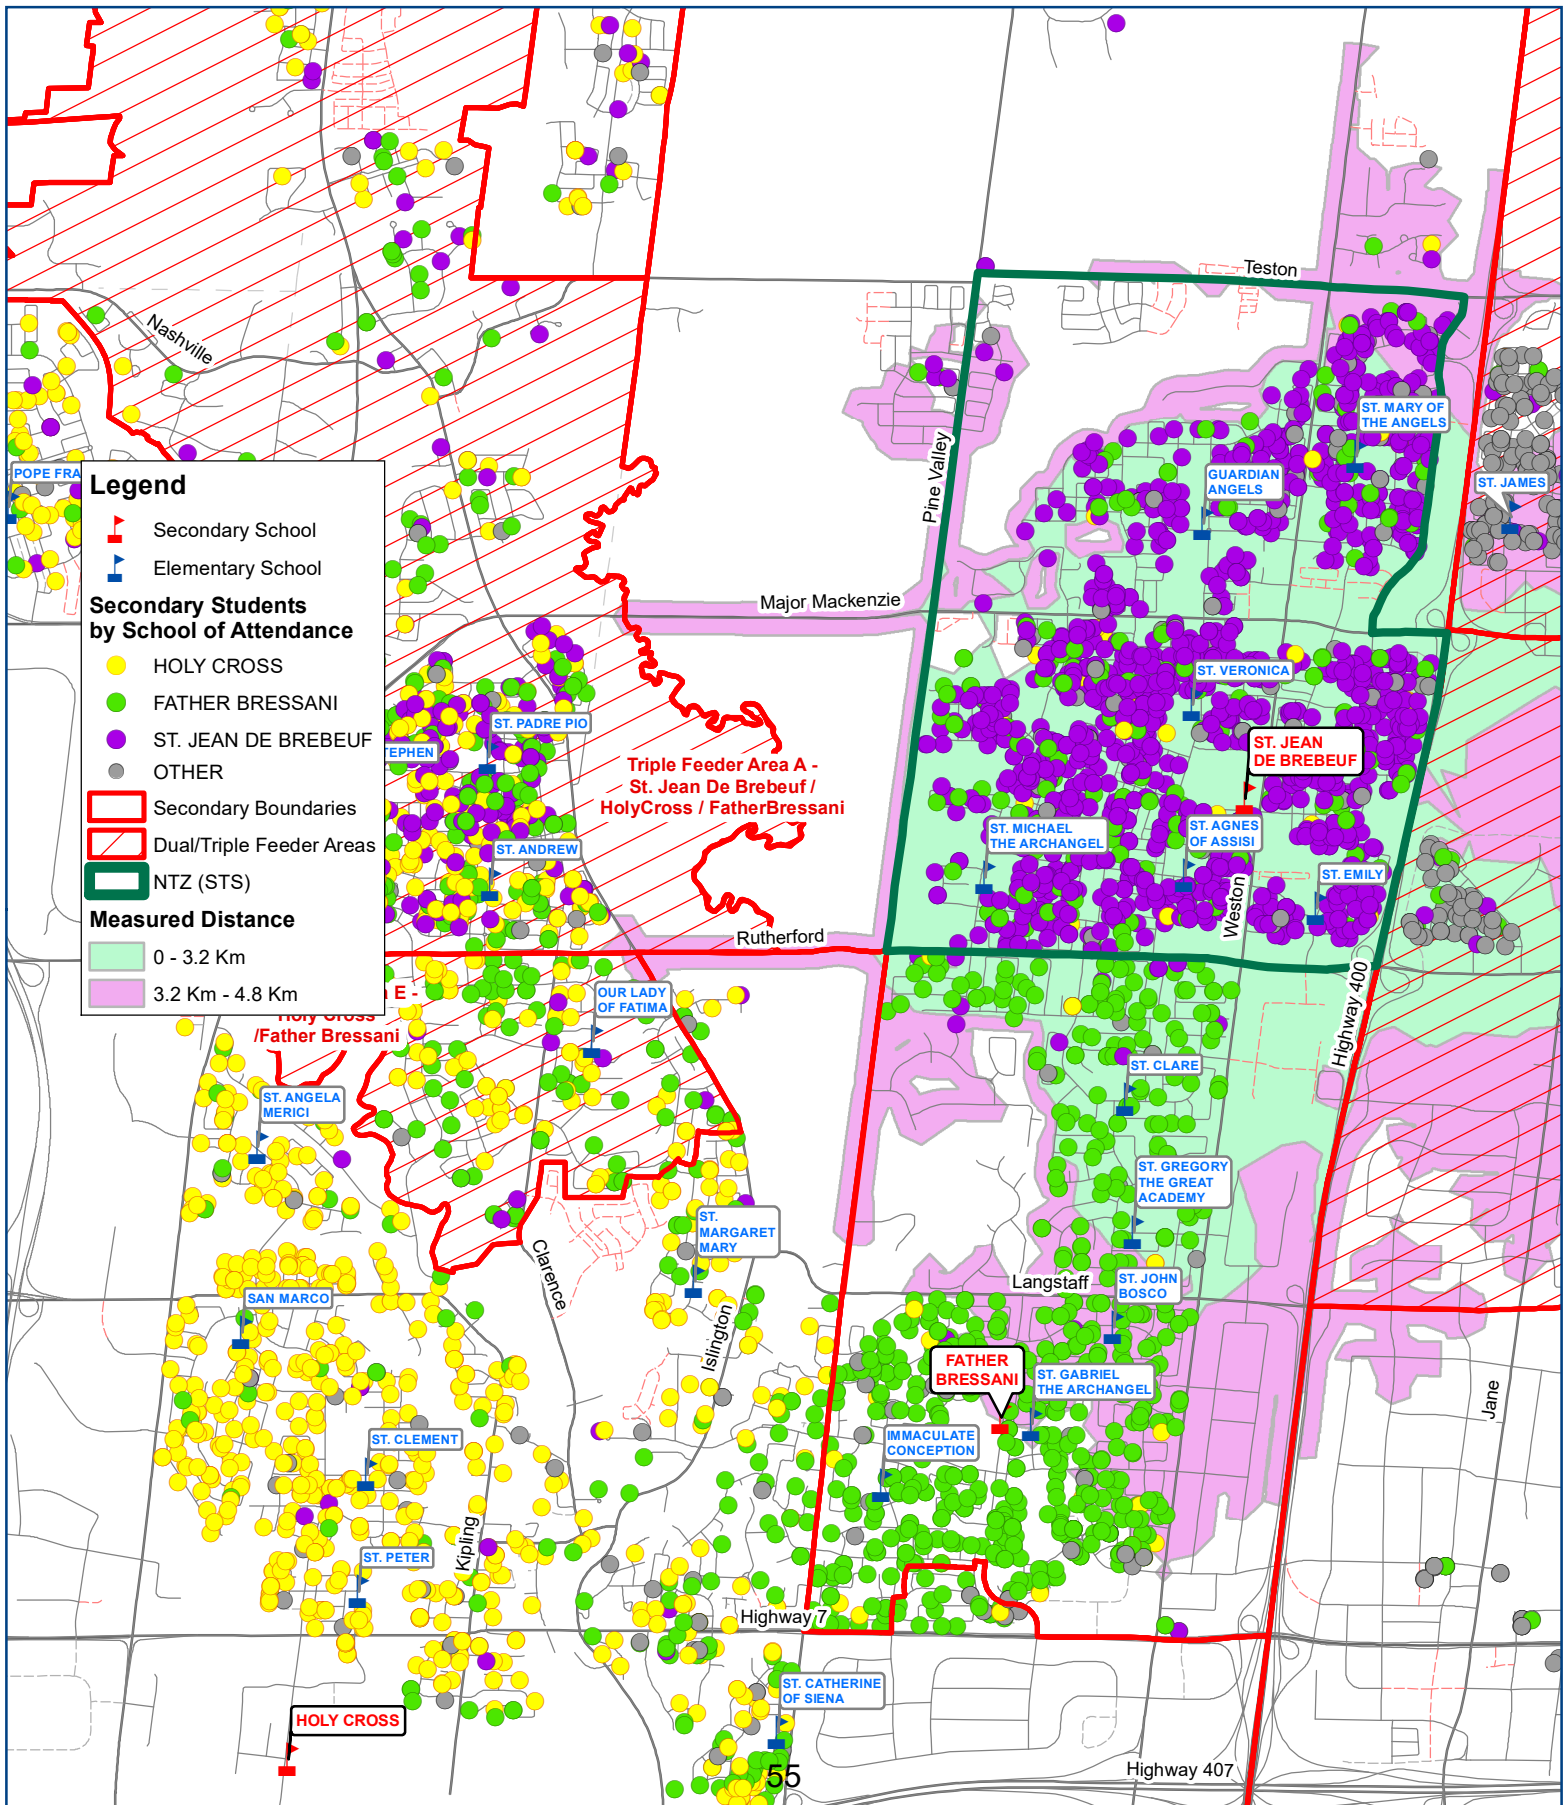 Teston
Nashville
ST. MARY OF
THE ANGELS
Pine Valley
POPE FRA
GUARDIAN
ANGELS
ST. JAMES
Legend
Secondary School
Elementary School
Secondary Students
by School of Attendance
HOLY CROSS
FATHER BRESSANI
ST. JEAN DE BREBEUF
OTHER
Secondary Boundaries
Dual/Triple Feeder Areas
NTZ (STS)
Measured Distance
0 - 3.2 Km
3.2 Km - 4.8 Km
Major Mackenzie
ST. VERONICA
ST. PADRE PIO
TEPHEN
ST. JEAN
DE BREBEUF
Triple Feeder Area A -
St. Jean De Brebeuf /
HolyCross / FatherBressani
ST. MICHAEL
THE ARCHANGEL
ST. AGNES
OF ASSISI
ST. ANDREW
ST. EMILY
Weston
Rutherford
E -
Holy Cross
/Father Bressani
OUR LADY
OF FATIMA
Highway 400
ST. CLARE
ST. ANGELA
MERICI
ST. GREGORY
THE GREAT
ACADEMY
ST.
MARGARET
MARY
Clarence
Langstaff
ST. JOHN
BOSCO
SAN MARCO
Islington
FATHER
BRESSANI
ST. GABRIEL
THE ARCHANGEL
Jane
ST. CLEMENT
IMMACULATE
CONCEPTION
Kipling
ST. PETER
Highway 7
ST. CATHERINE
OF SIENA
HOLY CROSS
55
Highway 407